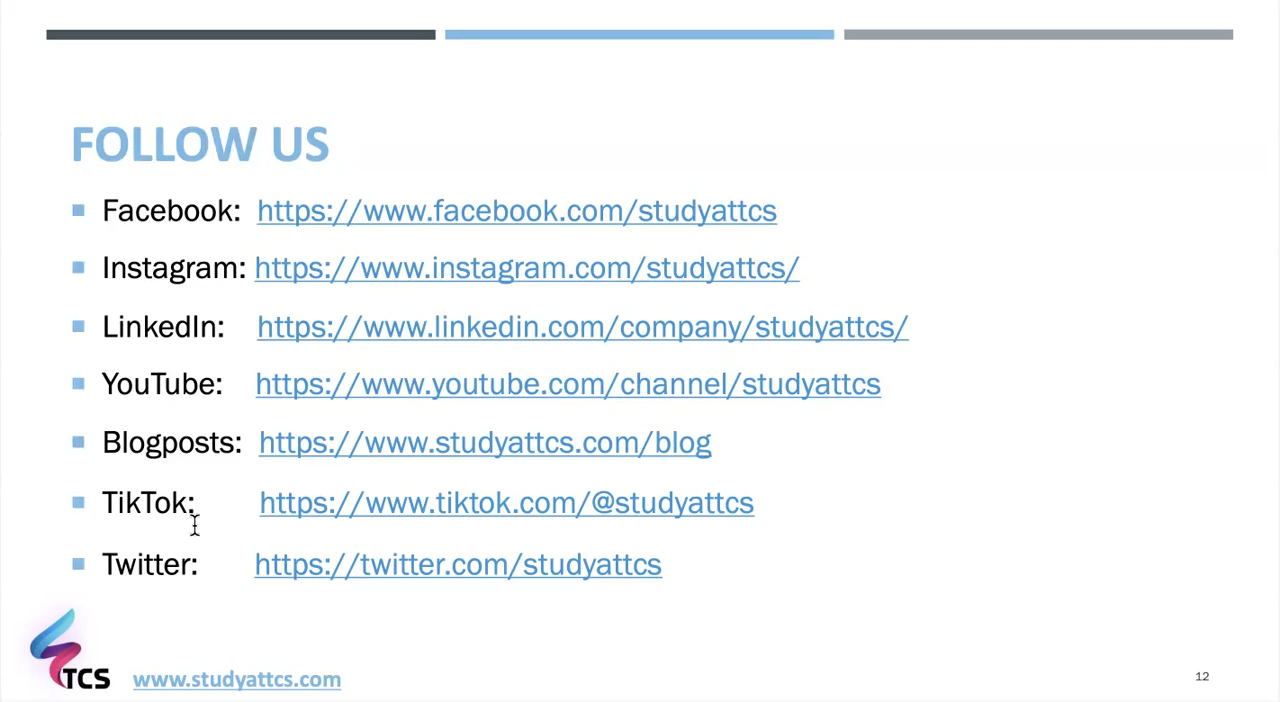 FOLLOW US
Facebook: https://www.facebook.com/studyattcs
Instagram: https://www.instagram.com/studyattcs/
LinkedIn: https://www.linkedin.com/company/studyattcs/
YouTube: https://www.youtube.com/channel/studyattcs
Blogposts: https://www.studyattcs.com/blog
TikTok: https://www.tiktok.com/@studyattcs
Twitter: https://twitter.com/studyattcs
TCS www.studyattcs.com 12